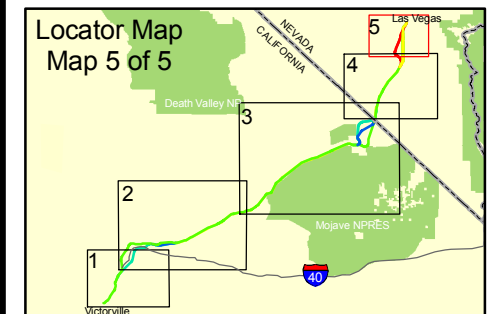 Locator Map
Map 5 of 5
5
Las Vegas
NEVADA
CALIFORNIA
4
Death Valley NP
3
2
Mojave NPRES
1
40
Victorville